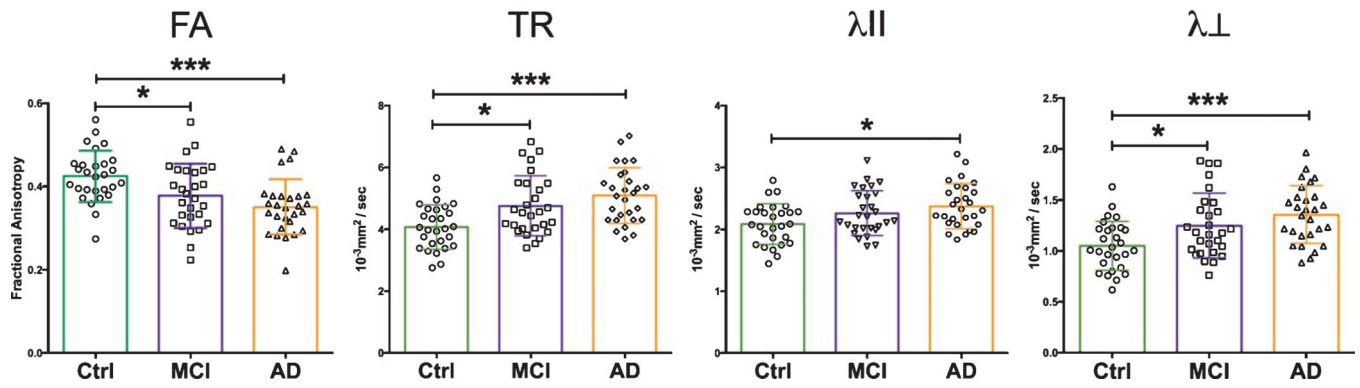 FA
***
*
Fractional Anisotropy
0.6
0.4
0.2
0.0
Ctrl MCI AD
TR
***
*
10⁻³mm² / sec
8
6
4
2
0
Ctrl MCI AD
λII
*
10⁻³mm² / sec
4
3
2
1
0
Ctrl MCI AD
λ⊥
***
*
10⁻³mm² / sec
2.5
2.0
1.5
1.0
0.5
0.0
Ctrl MCI AD